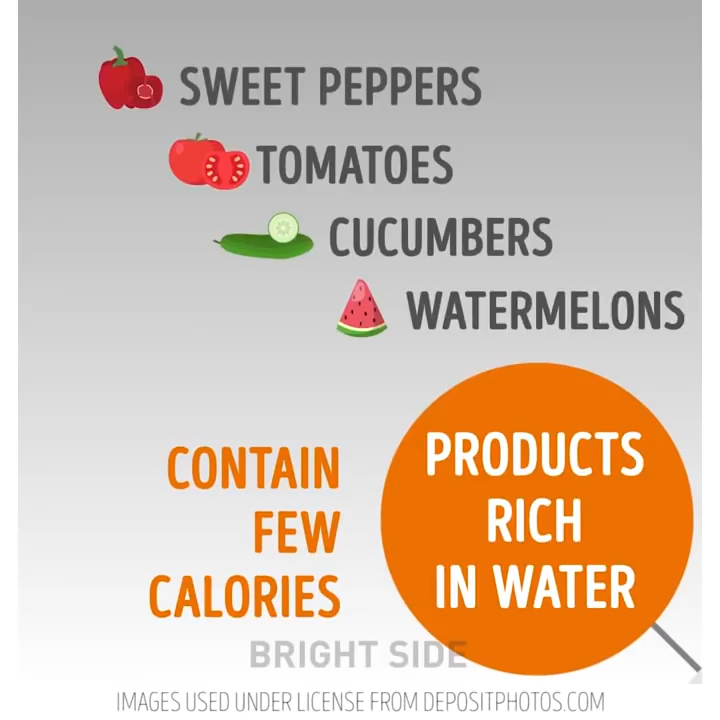 SWEET PEPPERS
TOMATOES
CUCUMBERS
WATERMELONS
CONTAIN
FEW
CALORIES
PRODUCTS
RICH
IN WATER
BRIGHT SIDE
IMAGES USED UNDER LICENSE FROM DEPOSITPHOTOS.COM